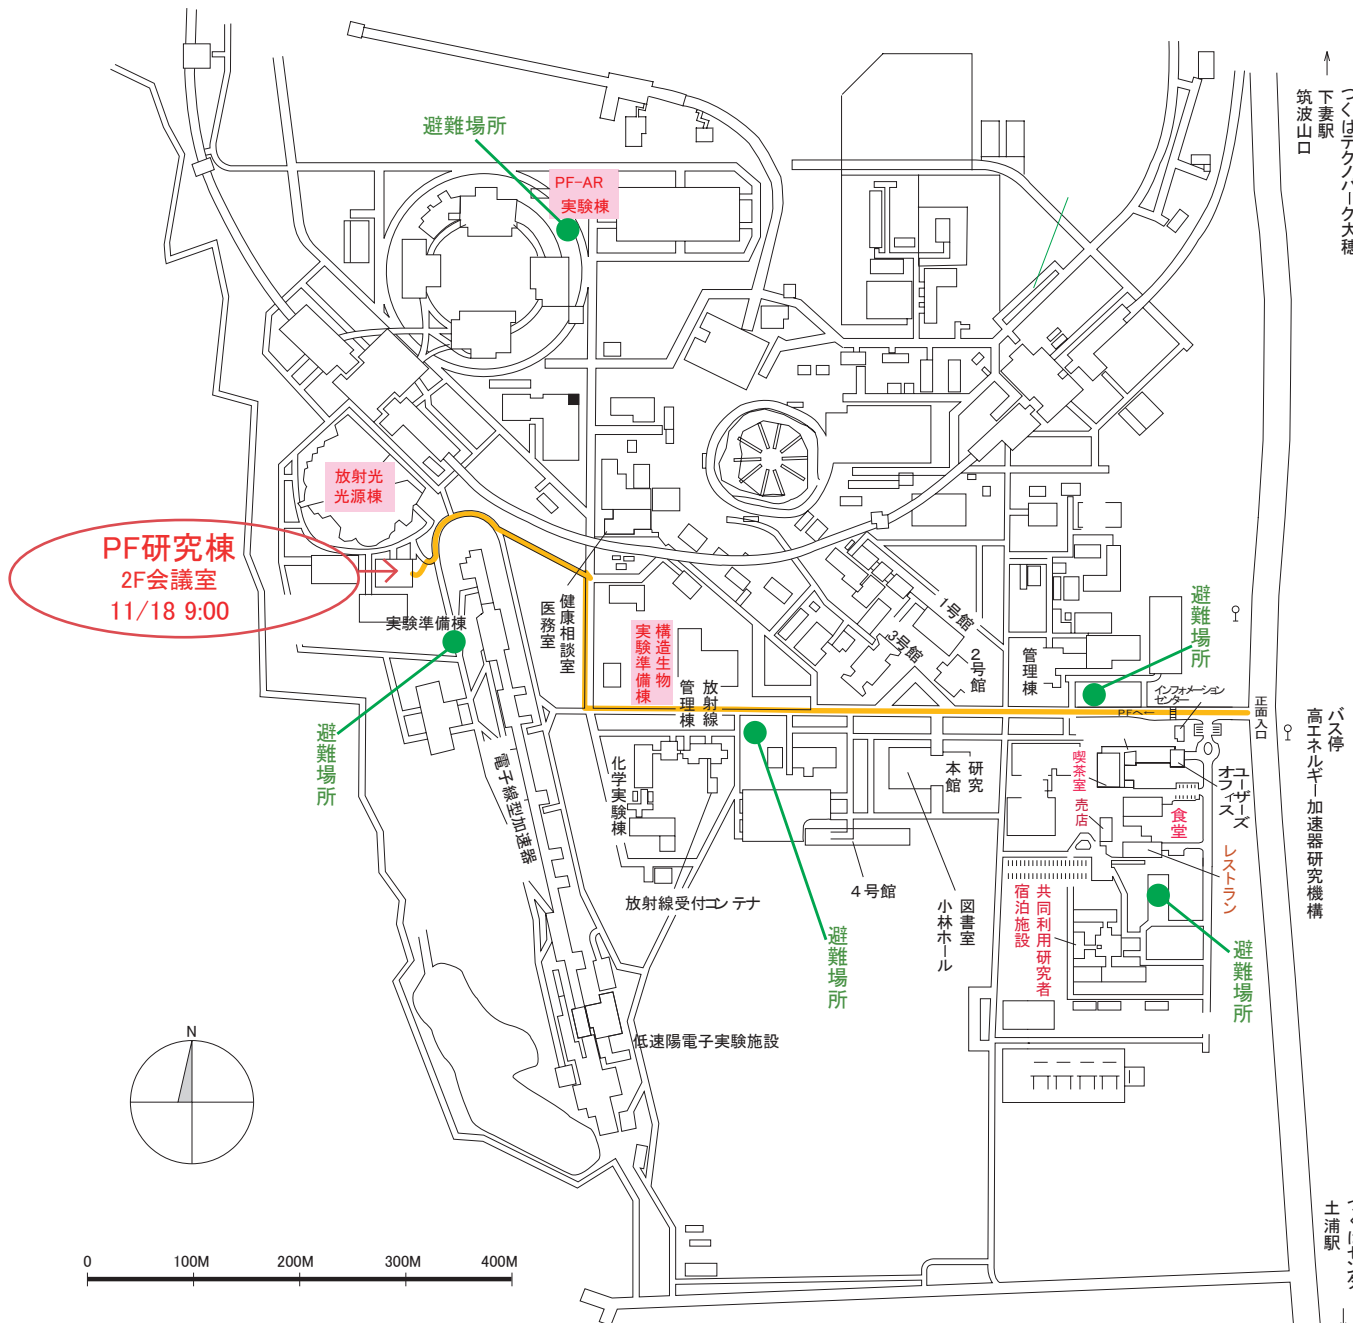 つくばテクノパーク大穂
下妻駅
筑波山口
避難場所
PF-AR
実験棟
放射光
光源棟
PF研究棟
2F会議室
11/18 9:00
実験準備棟
健康相談室
医務室
構造生物
実験準備棟
放射線
管理棟
1号館
3号館
2号館
管理棟
避難場所
インフォメーション
センター
PFへ←
正面入口
バス停
高エネルギー加速器研究機構
避難場所
電子線型加速器
化学実験棟
研究
本館
喫茶室
売店
ユーザーズ
オフィス
食堂
レストラン
放射線受付コンテナ
4号館
図書室
小林ホール
共同利用研究者
宿泊施設
避難場所
避難場所
低速陽電子実験施設
N
0 100M 200M 300M 400M
土浦駅